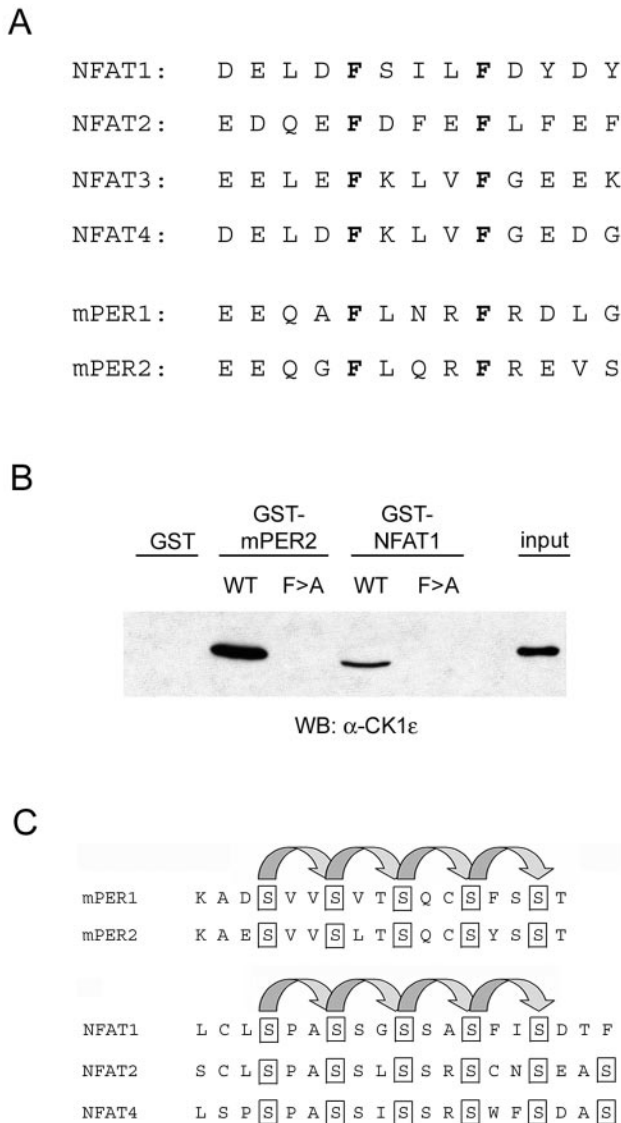 A
NFAT1: D E L D F S I L F D Y D Y
NFAT2: E D Q E F D F E F L F E F
NFAT3: E E L E F K L V F G E E K
NFAT4: D E L D F K L V F G E D G
mPER1: E E Q A F L N R F R D L G
mPER2: E E Q G F L Q R F R E V S
B
GST GST-mPER2 GST-NFAT1 input
WT F>A WT F>A
WB: α-CK1ε
C
mPER1 K A D S V V S V T S Q C S F S S T
mPER2 K A E S V V S L T S Q C S Y S S T
NFAT1 L C L S P A S S G S S A S F I S D T F
NFAT2 S C L S P A S S L S S R S C N S E A S
NFAT4 L S P S P A S S I S S R S W F S D A S